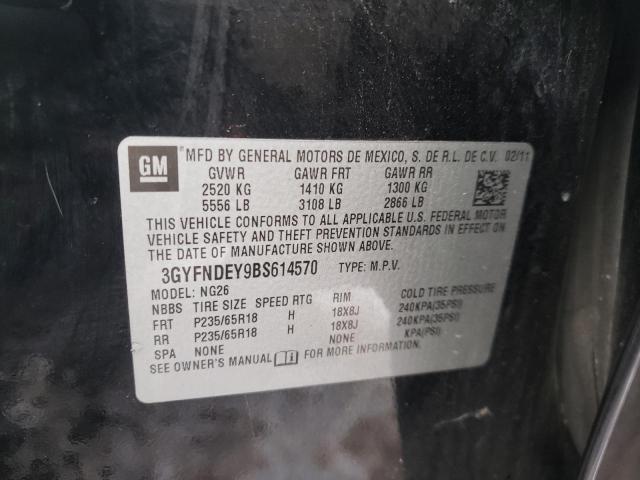 GM
*MFD BY GENERAL MOTORS DE MEXICO, S. DE R.L. DE C.V. 02/11
GVWR GAWR FRT GAWR RR
2520 KG 1410 KG 1300 KG
5556 LB 3108 LB 2866 LB
THIS VEHICLE CONFORMS TO ALL APPLICABLE U.S. FEDERAL MOTOR
VEHICLE SAFETY AND THEFT PREVENTION STANDARDS IN EFFECT ON
THE DATE OF MANUFACTURE SHOWN ABOVE.
3GYFNDEY9BS614570 TYPE: M.P.V.
MODEL: NG26
NBBS TIRE SIZE SPEED RTG RIM COLD TIRE PRESSURE
FRT P235/65R18 H 18X8J 240KPA(35PSI)
RR P235/65R18 H 18X8J 240KPA(35PSI)
SPA NONE NONE KPA(PSI)
SEE OWNER'S MANUAL i FOR MORE INFORMATION.